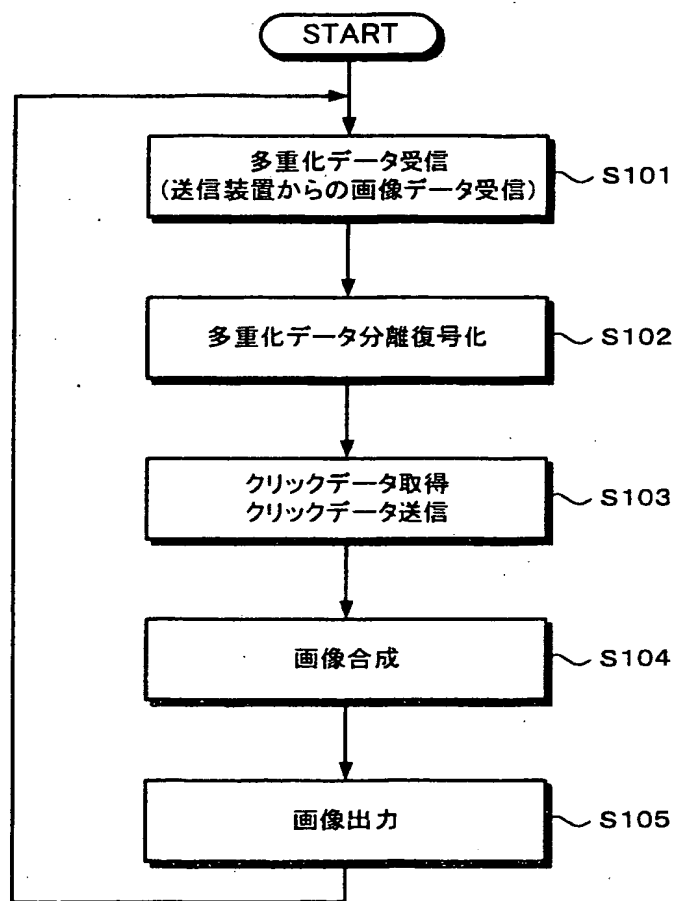 START
多重化データ受信
(送信装置からの画像データ受信)
S101
多重化データ分離復号化
S102
クリックデータ取得
クリックデータ送信
S103
画像合成
S104
画像出力
S105